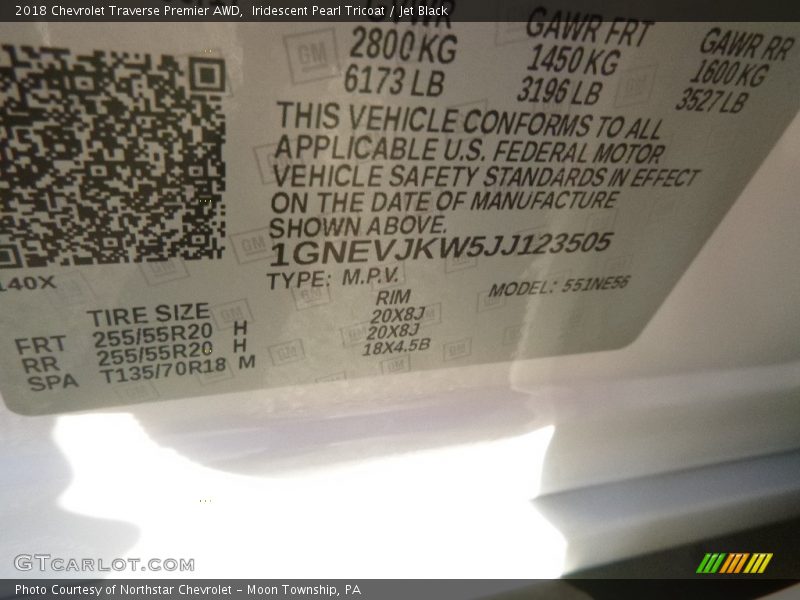 2018 Chevrolet Traverse Premier AWD,  Iridescent Pearl Tricoat / Jet Black
GVWR GAWR FRT GAWR RR
2800 KG 1450 KG 1600 KG
6173 LB 3196 LB 3527 LB
THIS VEHICLE CONFORMS TO ALL
APPLICABLE U.S. FEDERAL MOTOR
VEHICLE SAFETY STANDARDS IN EFFECT
ON THE DATE OF MANUFACTURE
SHOWN ABOVE.
1GNEVJKW5JJ123505
140X TYPE: M.P.V. MODEL: 551NE56
TIRE SIZE RIM
FRT 255/55R20 H 20X8J
RR 255/55R20 H 20X8J
SPA T135/70R18 M 18X4.5B
GTCARLOT.COM
Photo Courtesy of Northstar Chevrolet - Moon Township, PA